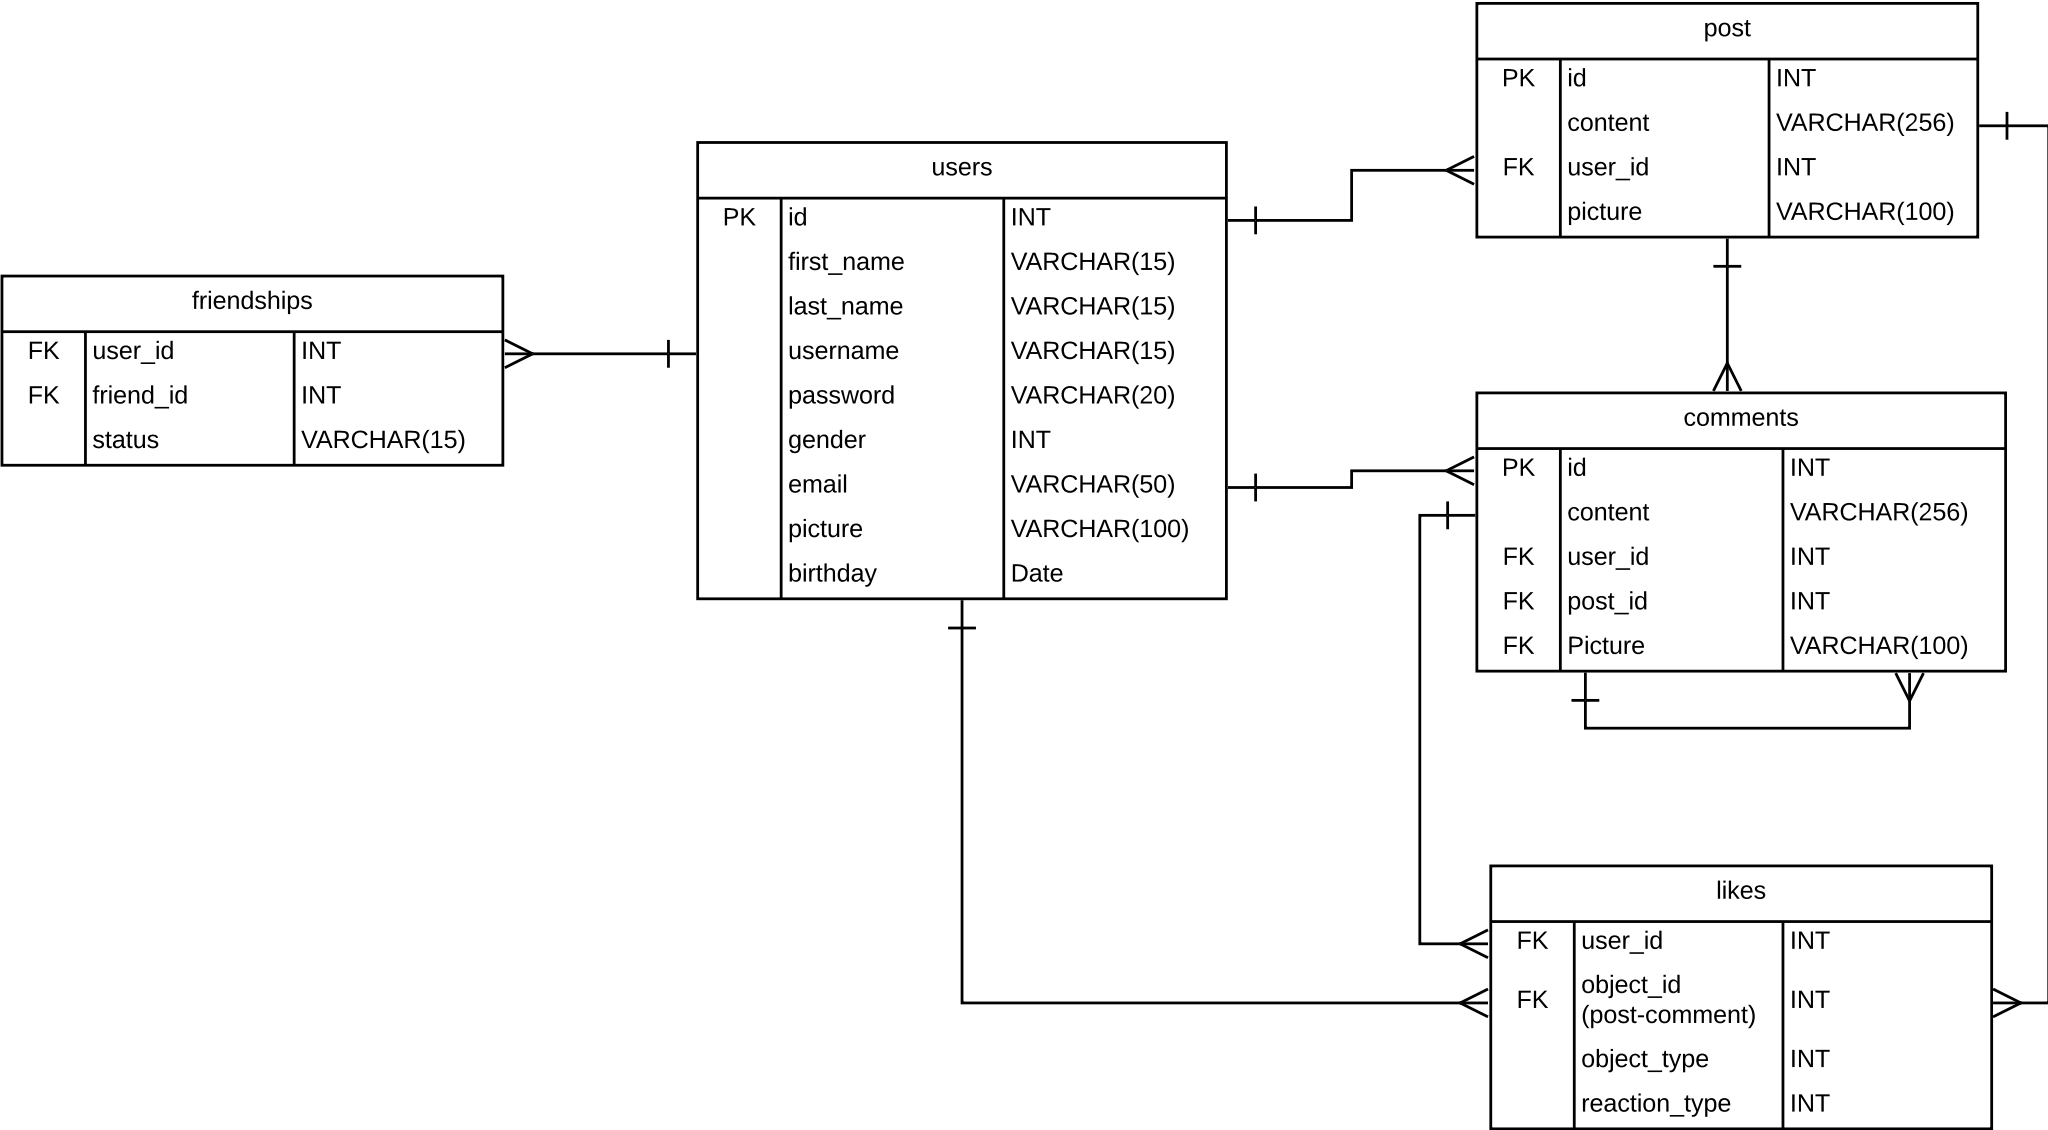 post
PK id INT
content VARCHAR(256)
FK user_id INT
picture VARCHAR(100)
users
PK id INT
first_name VARCHAR(15)
last_name VARCHAR(15)
username VARCHAR(15)
password VARCHAR(20)
gender INT
email VARCHAR(50)
picture VARCHAR(100)
birthday Date
friendships
FK user_id INT
FK friend_id INT
status VARCHAR(15)
comments
PK id INT
content VARCHAR(256)
FK user_id INT
FK post_id INT
FK Picture VARCHAR(100)
likes
FK user_id INT
object_id
FK (post-comment) INT
object_type INT
reaction_type INT